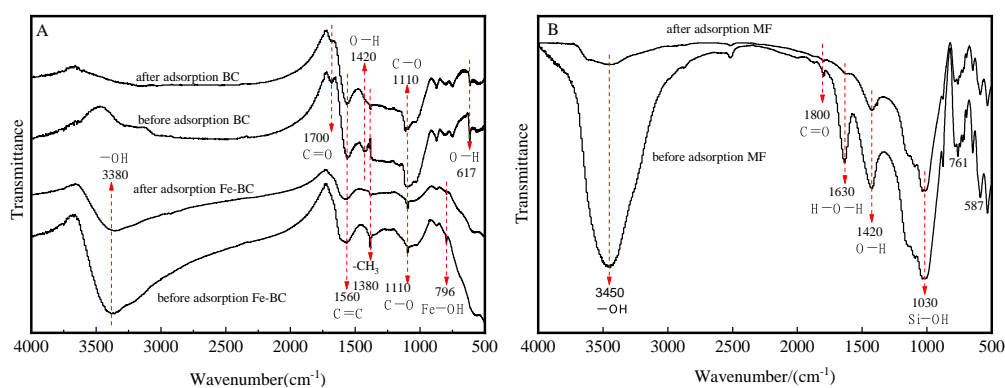 A
O—H
1420
C—O
1110
after adsorption BC
before adsorption BC
1700
C=O
O—H
617
—OH
3380
after adsorption Fe-BC
before adsorption Fe-BC
-CH₃
1380
1560
C=C
1110
C—O
796
Fe—OH
Transmittance
4000 3500 3000 2500 2000 1500 1000 500
Wavenumber(cm⁻¹)
B
after adsorption MF
before adsorption MF
1800
C=O
1630
H—O—H
1420
O—H
761
587
1030
Si—OH
3450
—OH
Transmittance
4000 3500 3000 2500 2000 1500 1000 500
Wavenumber/(cm⁻¹)